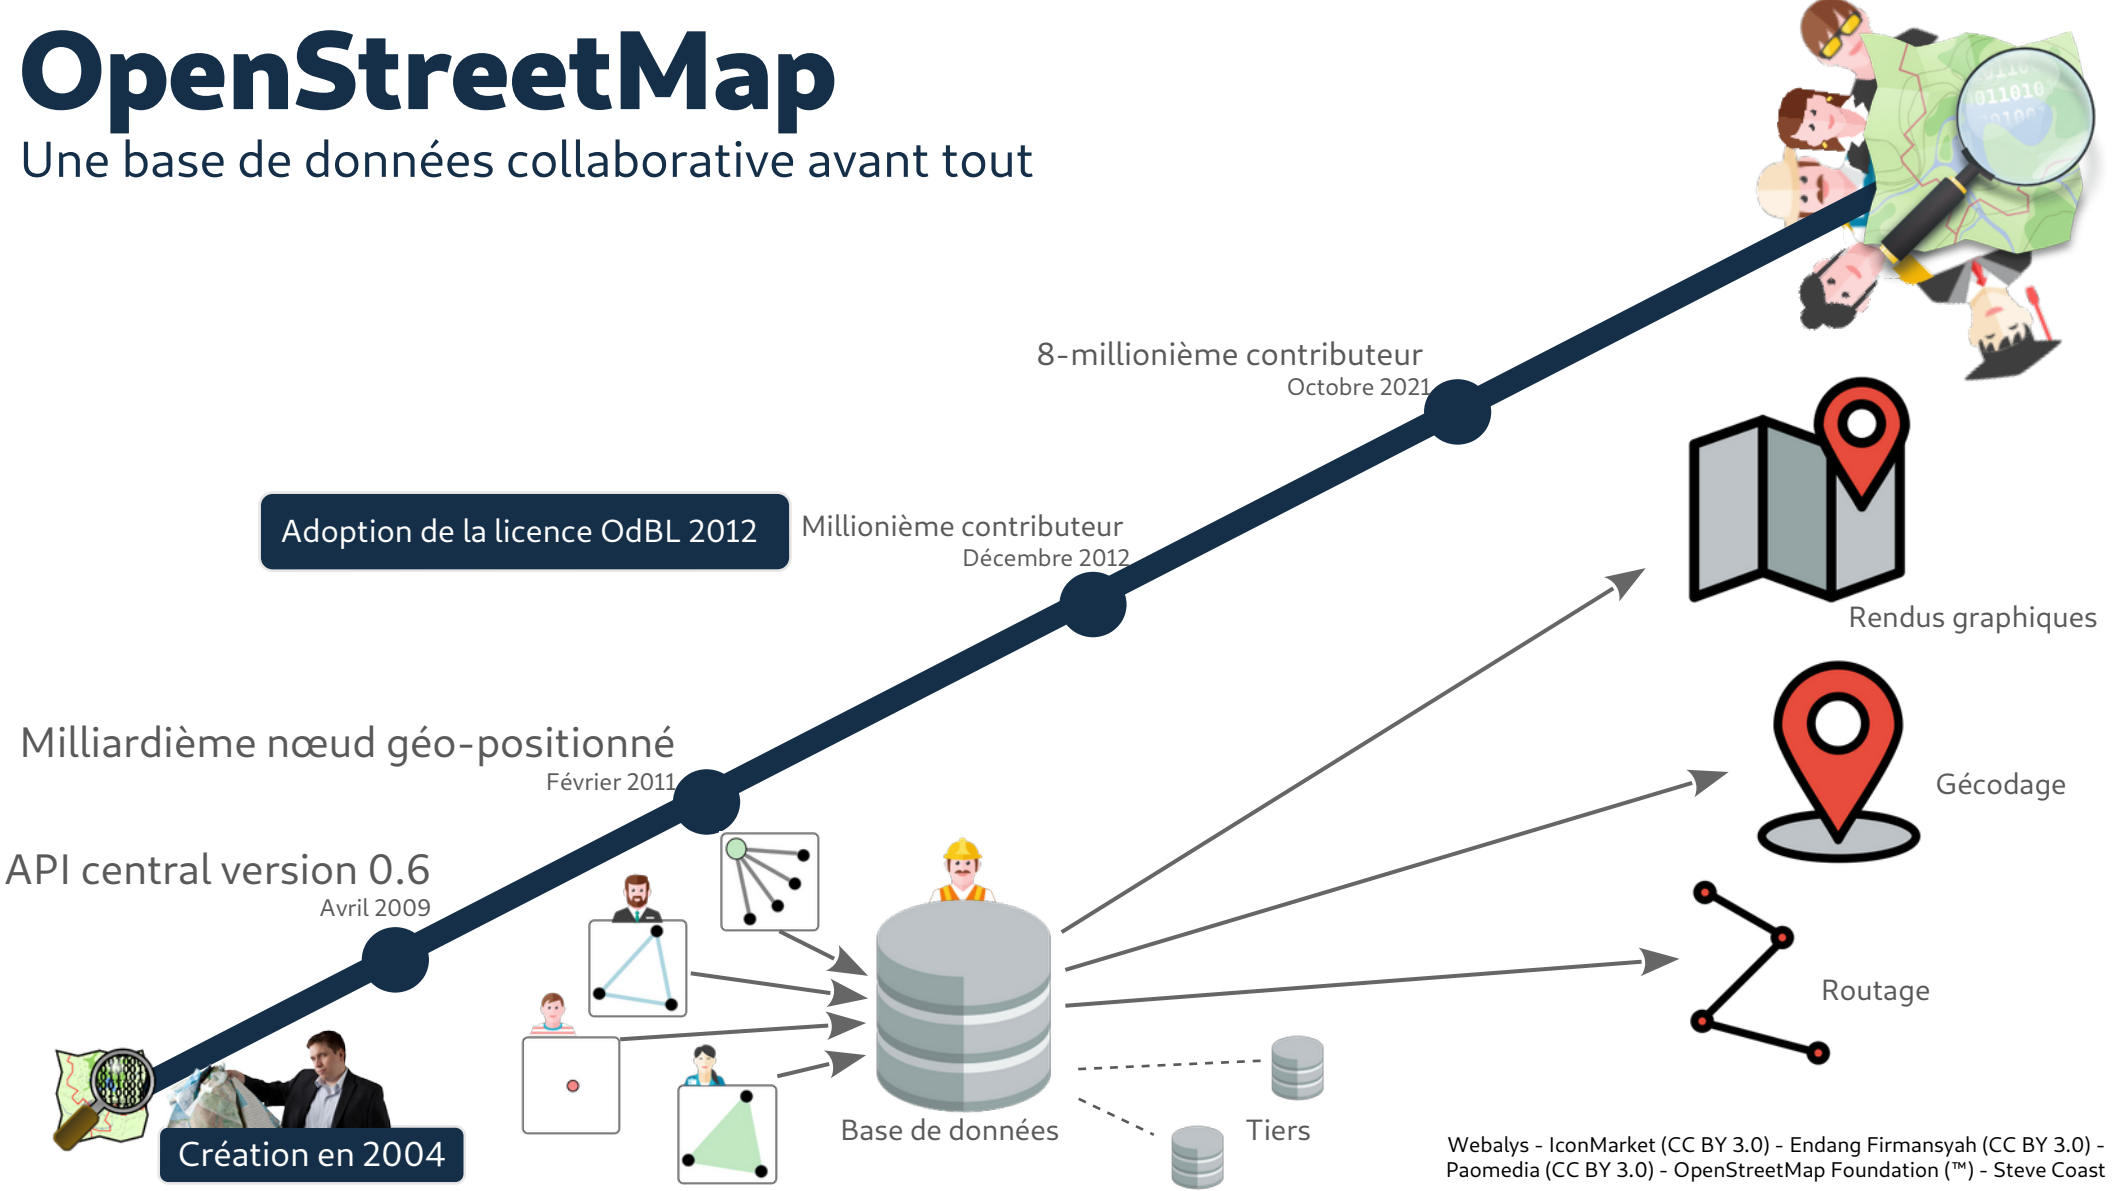 OpenStreetMap
Une base de données collaborative avant tout
8-millionième contributeur
Octobre 2021
Adoption de la licence OdBL 2012
Millionième contributeur
Décembre 2012
Rendus graphiques
Milliardième nœud géo-positionné
Février 2011
Gécodage
API central version 0.6
Avril 2009
Routage
Création en 2004
Base de données
Tiers
Webalys - IconMarket (CC BY 3.0) - Endang Firmansyah (CC BY 3.0) -
Paomedia (CC BY 3.0) - OpenStreetMap Foundation (™) - Steve Coast